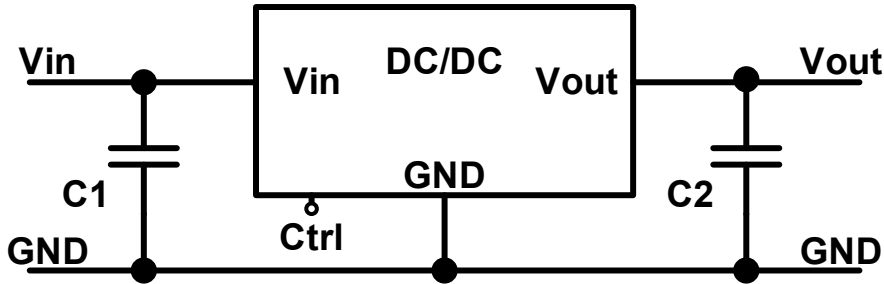 Vin
DC/DC
Vout
Vin
Vout
GND
C1
C2
Ctrl
GND
GND